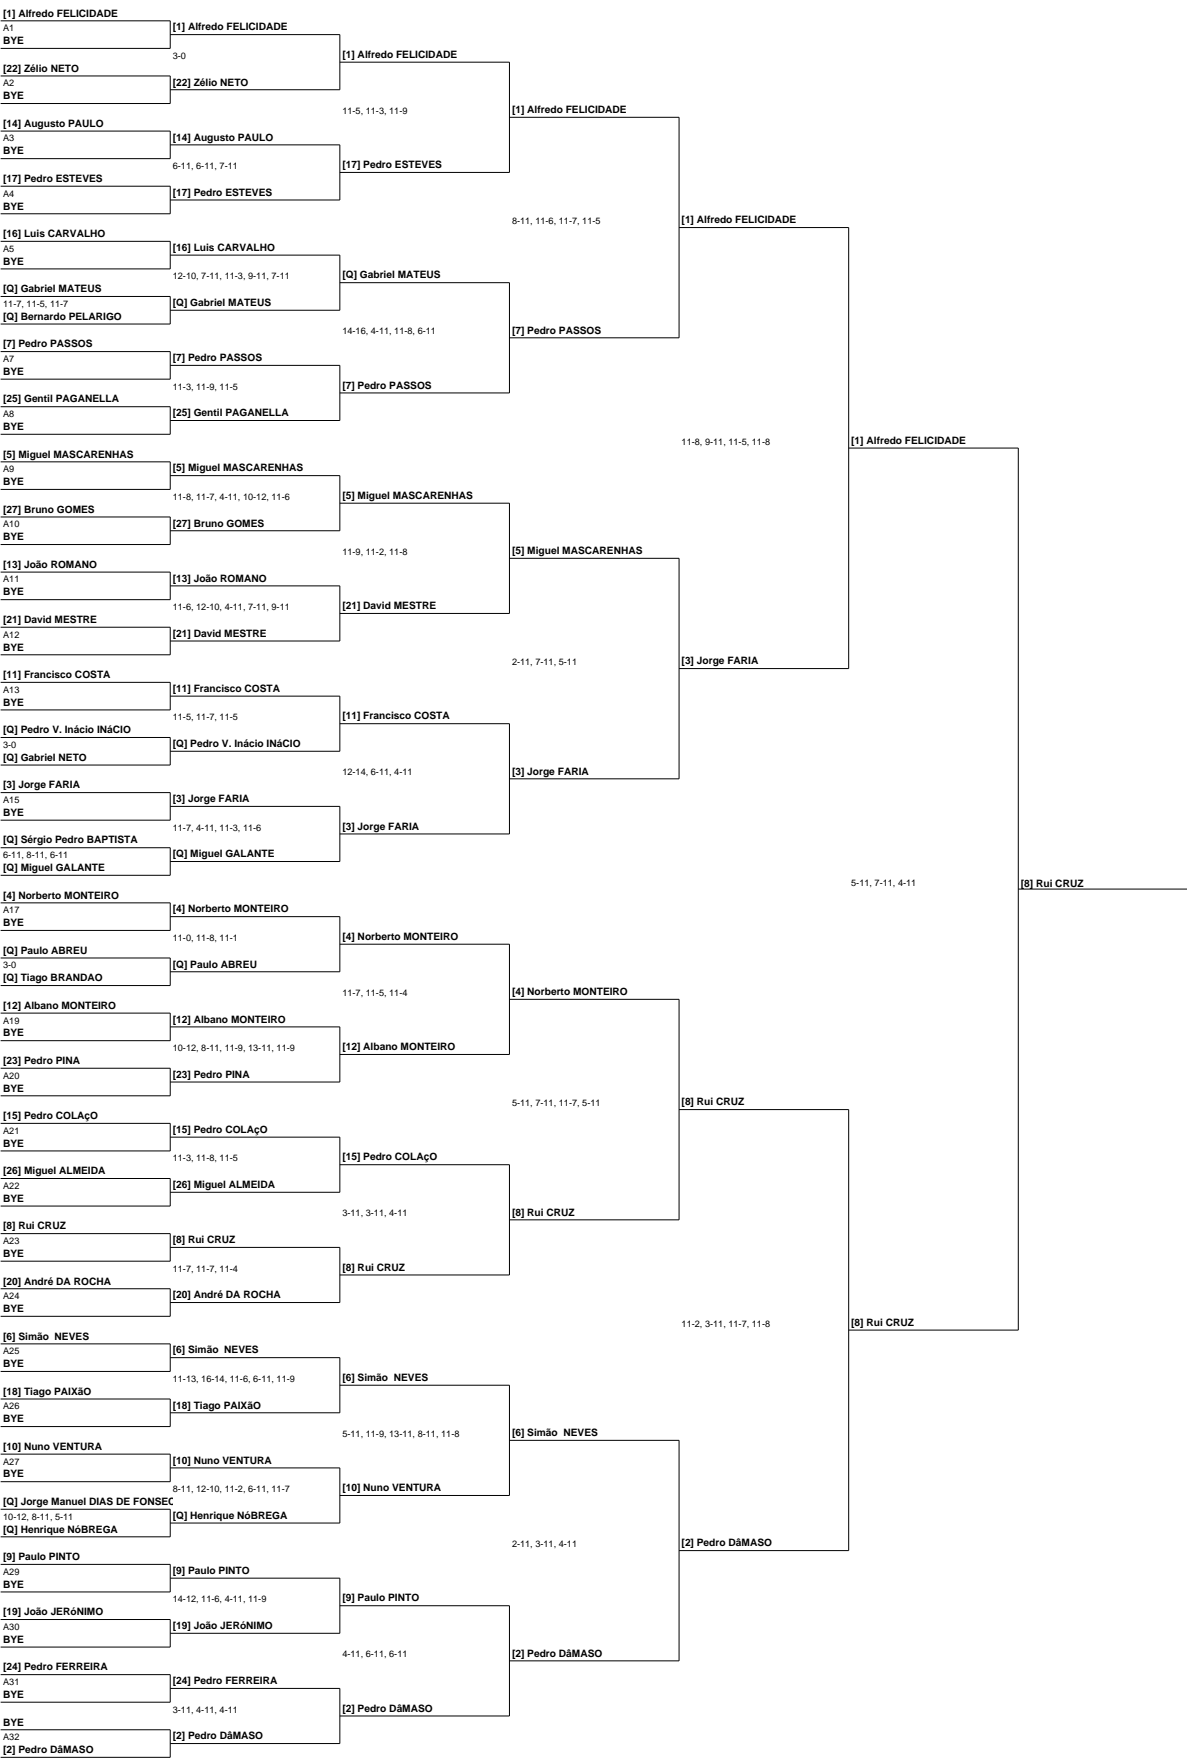 [1] Alfredo FELICIDADE
A1
[1] Alfredo FELICIDADE
BYE
3-0
[1] Alfredo FELICIDADE
[22] Zélio NETO
A2
[22] Zélio NETO
BYE
11-5, 11-3, 11-9
[1] Alfredo FELICIDADE
[14] Augusto PAULO
A3
[14] Augusto PAULO
BYE
6-11, 6-11, 7-11
[17] Pedro ESTEVES
[17] Pedro ESTEVES
A4
[17] Pedro ESTEVES
BYE
8-11, 11-6, 11-7, 11-5
[1] Alfredo FELICIDADE
[16] Luis CARVALHO
A5
[16] Luis CARVALHO
BYE
12-10, 7-11, 11-3, 9-11, 7-11
[Q] Gabriel MATEUS
[Q] Gabriel MATEUS
11-7, 11-5, 11-7
[Q] Gabriel MATEUS
[Q] Bernardo PELARIGO
14-16, 4-11, 11-8, 6-11
[7] Pedro PASSOS
[7] Pedro PASSOS
A7
[7] Pedro PASSOS
BYE
11-3, 11-9, 11-5
[7] Pedro PASSOS
[25] Gentil PAGANELLA
A8
[25] Gentil PAGANELLA
BYE
11-8, 9-11, 11-5, 11-8
[1] Alfredo FELICIDADE
[5] Miguel MASCARENHAS
A9
[5] Miguel MASCARENHAS
BYE
11-8, 11-7, 4-11, 10-12, 11-6
[5] Miguel MASCARENHAS
[27] Bruno GOMES
A10
[27] Bruno GOMES
BYE
11-9, 11-2, 11-8
[5] Miguel MASCARENHAS
[13] João ROMANO
A11
[13] João ROMANO
BYE
11-6, 12-10, 4-11, 7-11, 9-11
[21] David MESTRE
[21] David MESTRE
A12
[21] David MESTRE
BYE
2-11, 7-11, 5-11
[3] Jorge FARIA
[11] Francisco COSTA
A13
[11] Francisco COSTA
BYE
11-5, 11-7, 11-5
[11] Francisco COSTA
[Q] Pedro V. Inácio INáCIO
3-0
[Q] Pedro V. Inácio INáCIO
[Q] Gabriel NETO
12-14, 6-11, 4-11
[3] Jorge FARIA
[3] Jorge FARIA
A15
[3] Jorge FARIA
BYE
11-7, 4-11, 11-3, 11-6
[3] Jorge FARIA
[Q] Sérgio Pedro BAPTISTA
6-11, 8-11, 6-11
[Q] Miguel GALANTE
[Q] Miguel GALANTE
5-11, 7-11, 4-11
[8] Rui CRUZ
[4] Norberto MONTEIRO
A17
[4] Norberto MONTEIRO
BYE
11-0, 11-8, 11-1
[4] Norberto MONTEIRO
[Q] Paulo ABREU
3-0
[Q] Paulo ABREU
[Q] Tiago BRANDAO
11-7, 11-5, 11-4
[4] Norberto MONTEIRO
[12] Albano MONTEIRO
A19
[12] Albano MONTEIRO
BYE
10-12, 8-11, 11-9, 13-11, 11-9
[12] Albano MONTEIRO
[23] Pedro PINA
A20
[23] Pedro PINA
BYE
5-11, 7-11, 11-7, 5-11
[8] Rui CRUZ
[15] Pedro COLAçO
A21
[15] Pedro COLAçO
BYE
11-3, 11-8, 11-5
[15] Pedro COLAçO
[26] Miguel ALMEIDA
A22
[26] Miguel ALMEIDA
BYE
3-11, 3-11, 4-11
[8] Rui CRUZ
[8] Rui CRUZ
A23
[8] Rui CRUZ
BYE
11-7, 11-7, 11-4
[8] Rui CRUZ
[20] André DA ROCHA
A24
[20] André DA ROCHA
BYE
11-2, 3-11, 11-7, 11-8
[8] Rui CRUZ
[6] Simão  NEVES
A25
[6] Simão  NEVES
BYE
11-13, 16-14, 11-6, 6-11, 11-9
[6] Simão  NEVES
[18] Tiago PAIXãO
A26
[18] Tiago PAIXãO
BYE
5-11, 11-9, 13-11, 8-11, 11-8
[6] Simão  NEVES
[10] Nuno VENTURA
A27
[10] Nuno VENTURA
BYE
8-11, 12-10, 11-2, 6-11, 11-7
[10] Nuno VENTURA
[Q] Jorge Manuel DIAS DE FONSEC
10-12, 8-11, 5-11
[Q] Henrique NóBREGA
[Q] Henrique NóBREGA
2-11, 3-11, 4-11
[2] Pedro DâMASO
[9] Paulo PINTO
A29
[9] Paulo PINTO
BYE
14-12, 11-6, 4-11, 11-9
[9] Paulo PINTO
[19] João JERóNIMO
A30
[19] João JERóNIMO
BYE
4-11, 6-11, 6-11
[2] Pedro DâMASO
[24] Pedro FERREIRA
A31
[24] Pedro FERREIRA
BYE
3-11, 4-11, 4-11
[2] Pedro DâMASO
BYE
A32
[2] Pedro DâMASO
[2] Pedro DâMASO